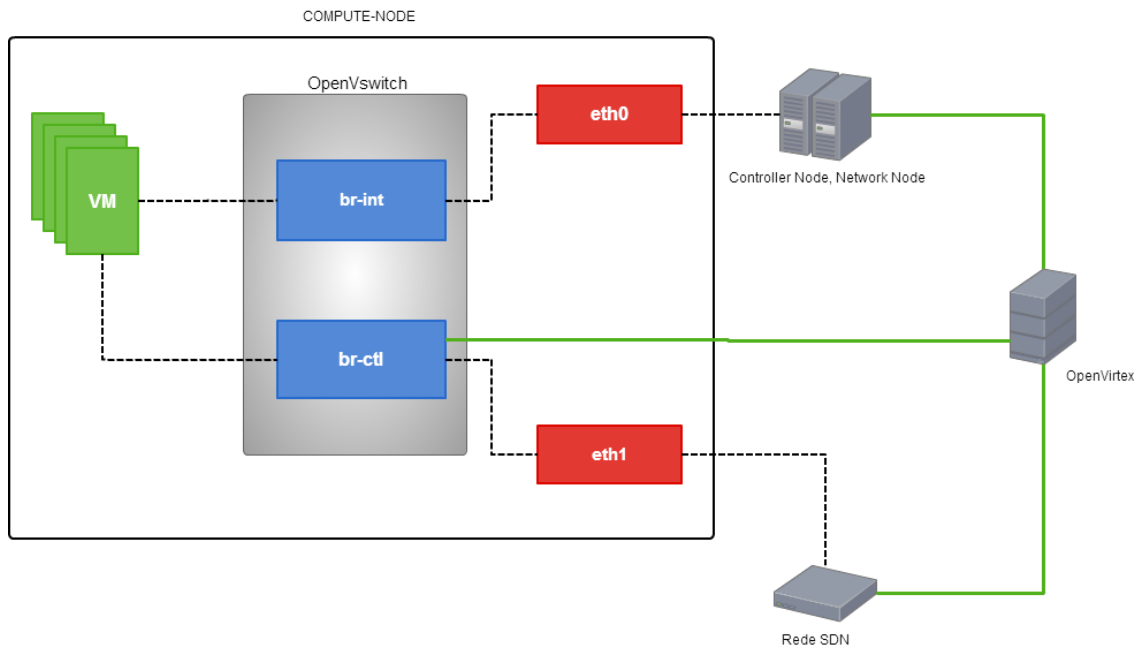 COMPUTE-NODE
OpenVswitch
eth0
VM
br-int
Controller Node, Network Node
br-ctl
OpenVirtex
eth1
Rede SDN